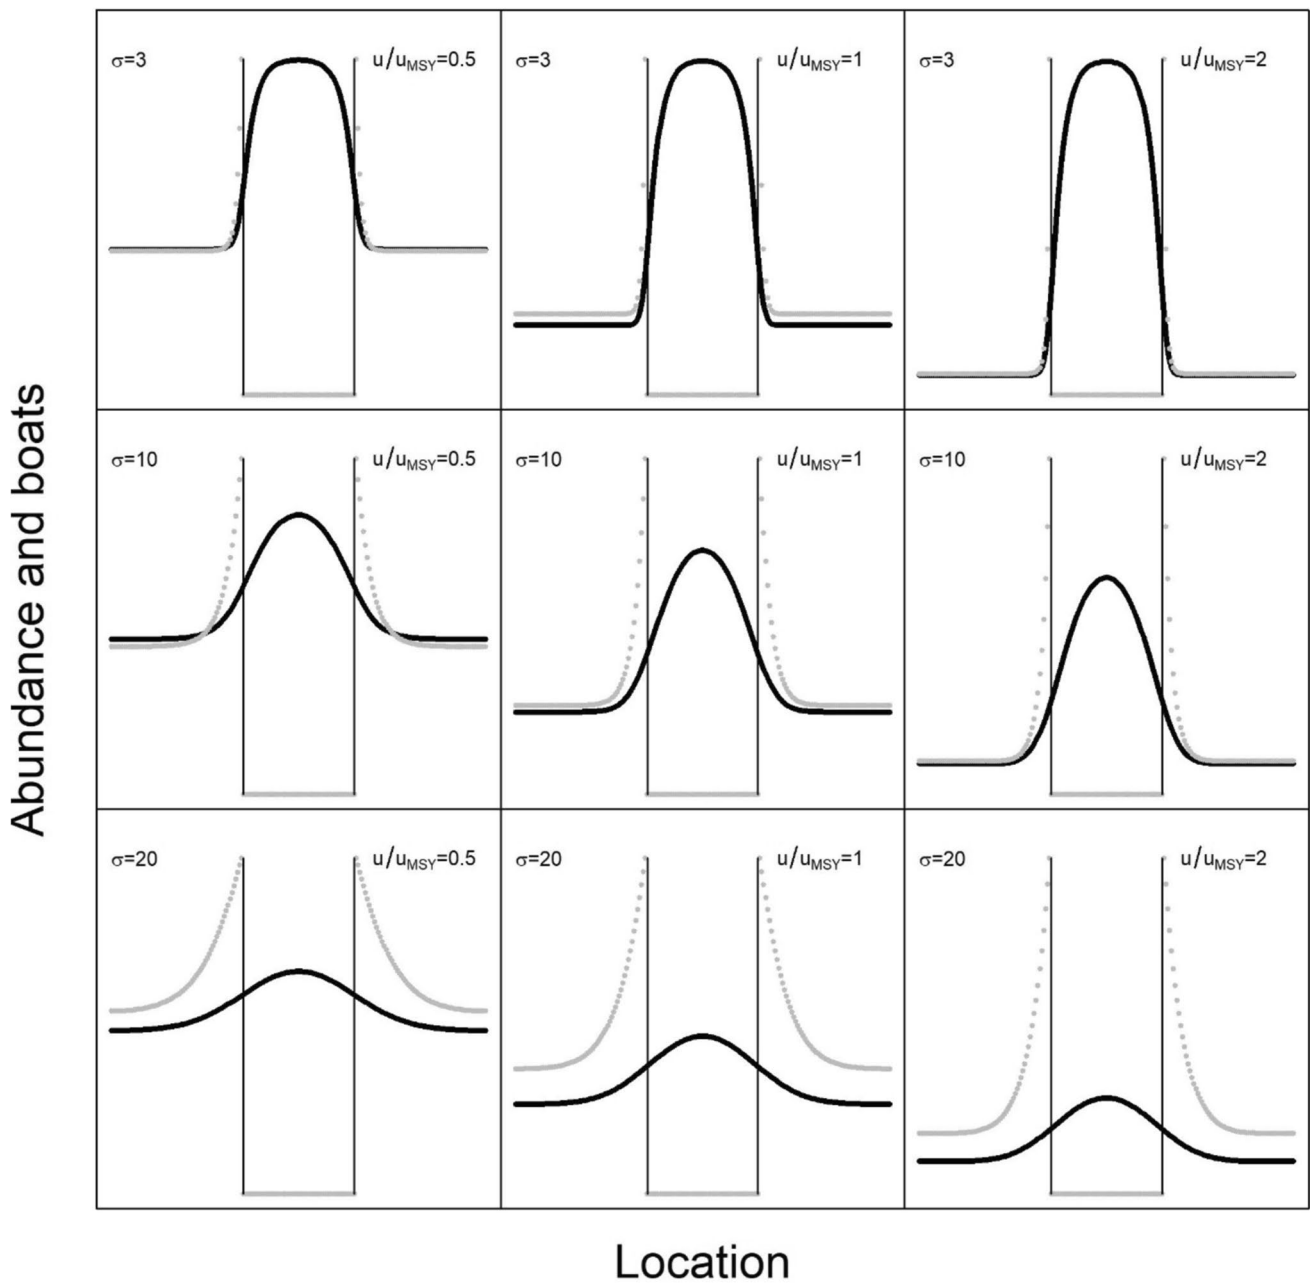 Abundance and boats
σ=3 u/uMSY=0.5
σ=3 u/uMSY=1
σ=3 u/uMSY=2
σ=10 u/uMSY=0.5
σ=10 u/uMSY=1
σ=10 u/uMSY=2
σ=20 u/uMSY=0.5
σ=20 u/uMSY=1
σ=20 u/uMSY=2
Location